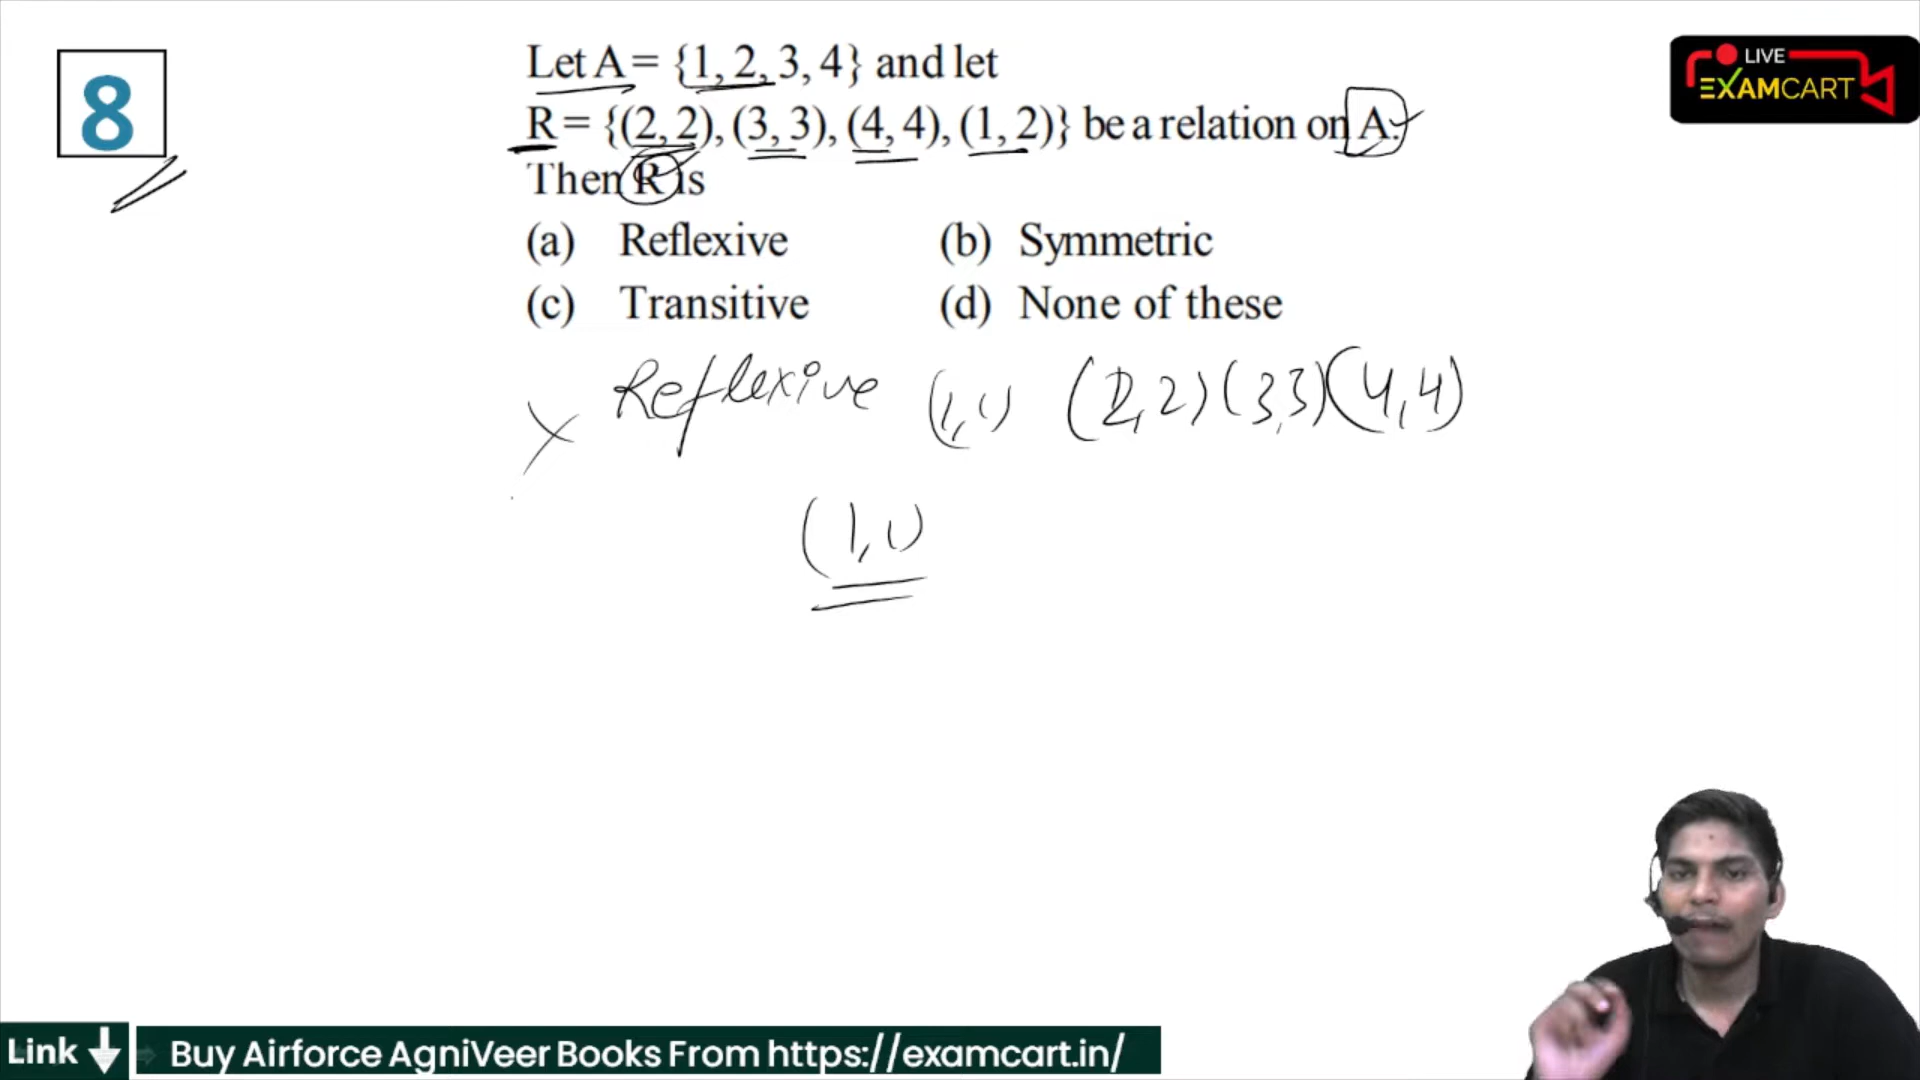 8
Let A = {1, 2, 3, 4} and let
R = {(2, 2), (3, 3), (4, 4), (1, 2)} be a relation on A.
Then R is
(a) Reflexive (b) Symmetric
(c) Transitive (d) None of these
× Reflexive (1,1) (2,2) (3,3) (4,4)
(1,1)
LIVE
EXAMCART
Link
Buy Airforce AgniVeer Books From https://examcart.in/